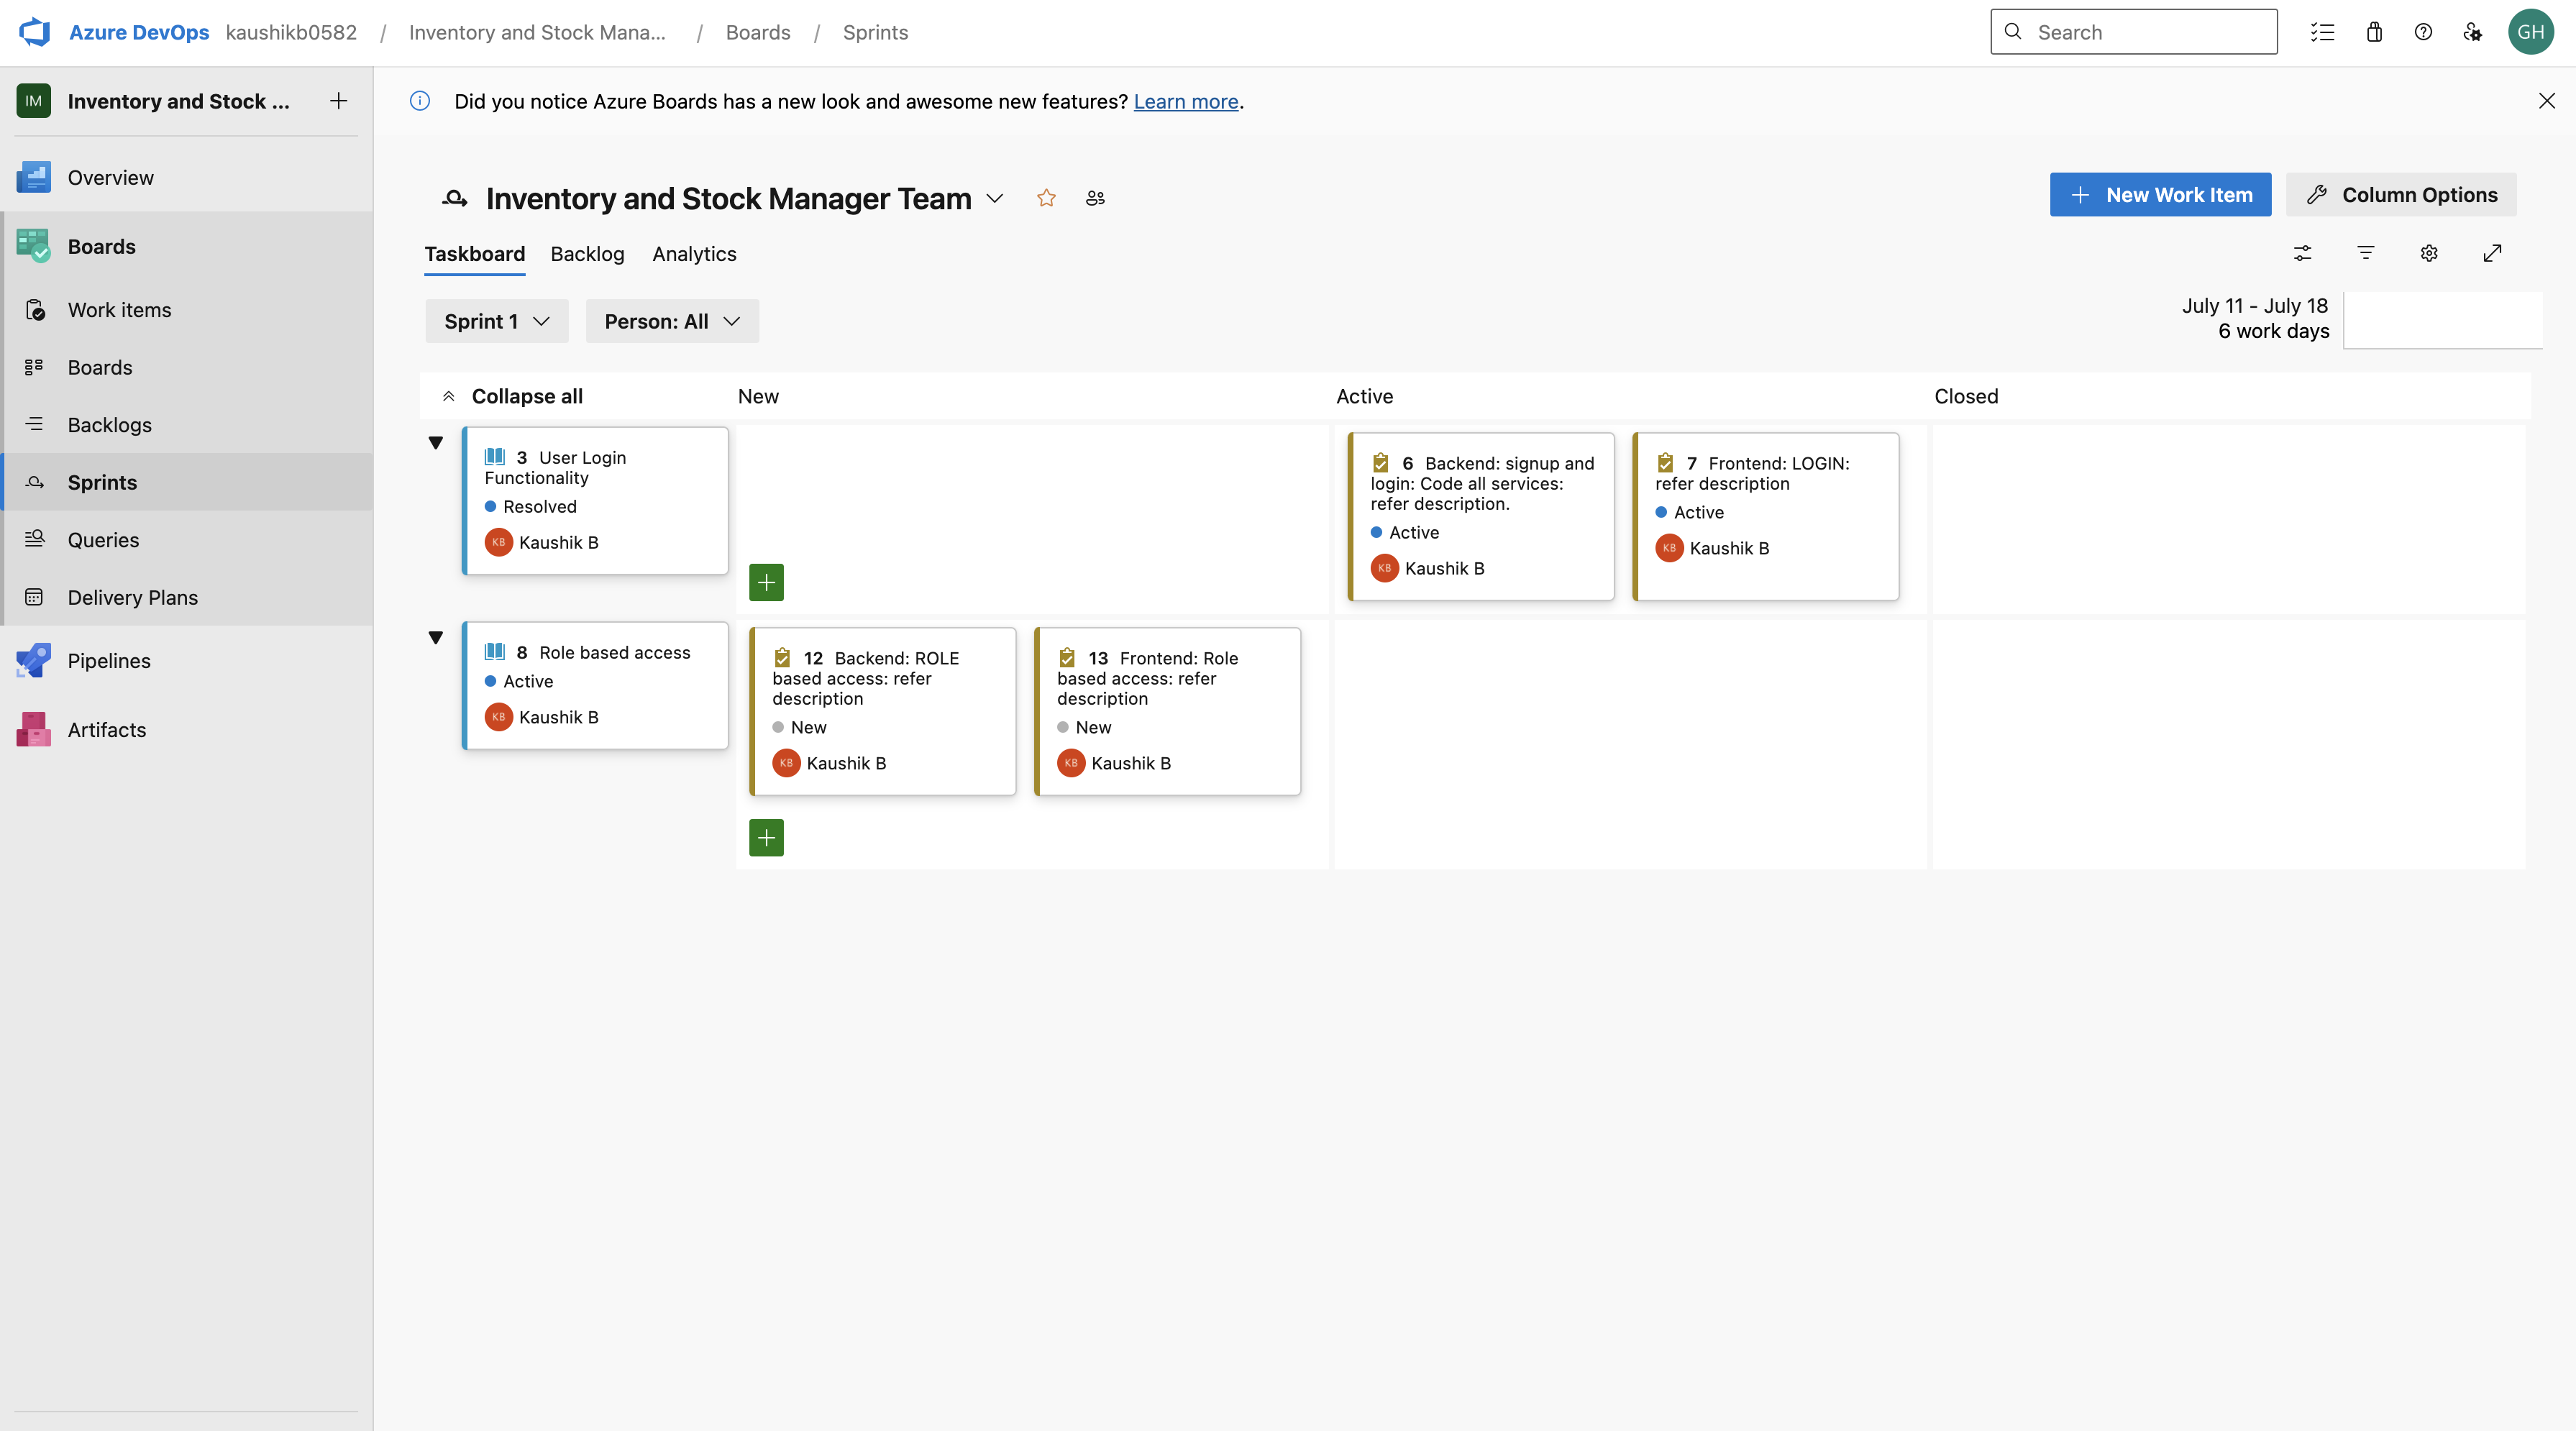 Azure DevOps kaushikb0582 / Inventory and Stock Mana... / Boards / Sprints
Search
GH
IM Inventory and Stock ...
Did you notice Azure Boards has a new look and awesome new features? Learn more.
Overview
Boards
Work items
Boards
Backlogs
Sprints
Queries
Delivery Plans
Pipelines
Artifacts
Inventory and Stock Manager Team
New Work Item
Column Options
Taskboard Backlog Analytics
Sprint 1
Person: All
July 11 - July 18
6 work days
Collapse all New Active Closed
3 User Login
Functionality
Resolved
KB Kaushik B
6 Backend: signup and
login: Code all services:
refer description.
Active
KB Kaushik B
7 Frontend: LOGIN:
refer description
Active
KB Kaushik B
8 Role based access
Active
KB Kaushik B
12 Backend: ROLE
based access: refer
description
New
KB Kaushik B
13 Frontend: Role
based access: refer
description
New
KB Kaushik B